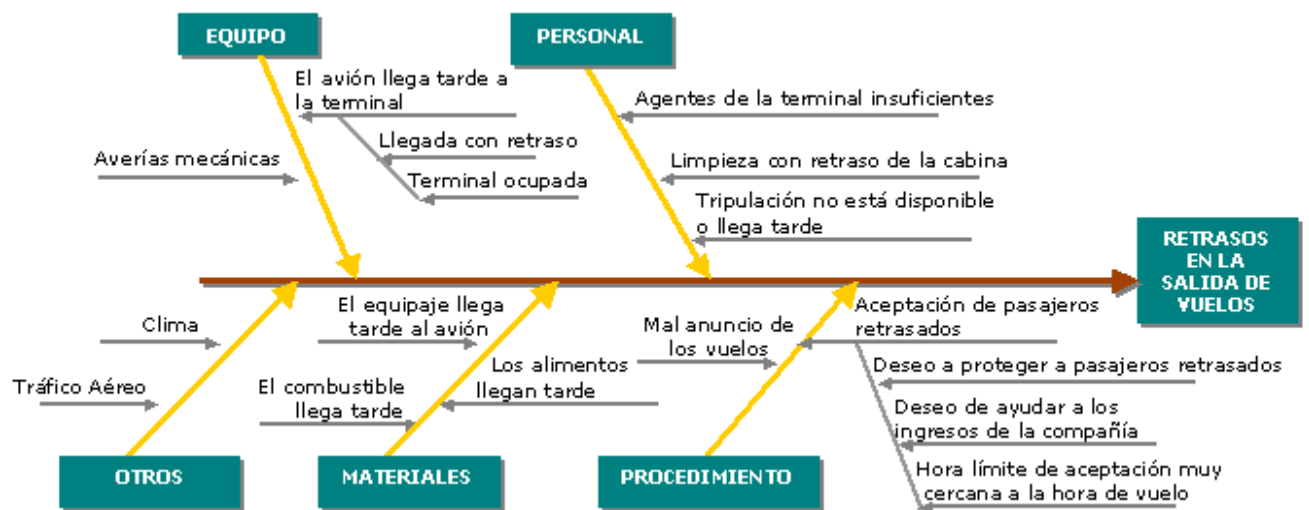 EQUIPO
PERSONAL
El avión llega tarde a
la terminal
Agentes de la terminal insuficientes
Llegada con retraso
Averías mecánicas
Limpieza con retraso de la cabina
Terminal ocupada
Tripulación no está disponible
o llega tarde
RETRASOS
EN LA
SALIDA DE
VUELOS
El equipaje llega
tarde al avión
Clima
Aceptación de pasajeros
retrasados
Mal anuncio de
los vuelos
Los alimentos
llegan tarde
Deseo a proteger a pasajeros retrasados
Tráfico Aéreo
El combustible
llega tarde
Deseo de ayudar a los
ingresos de la compañía
Hora límite de aceptación muy
cercana a la hora de vuelo
OTROS
MATERIALES
PROCEDIMIENTO